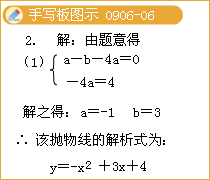 手写板图示 0906-06
2. 解：由题意得
(1) { a－b－4a＝0
－4a＝4
解之得：a＝-1 b＝3
∴ 该抛物线的解析式为：
y＝-x² ＋3x＋4